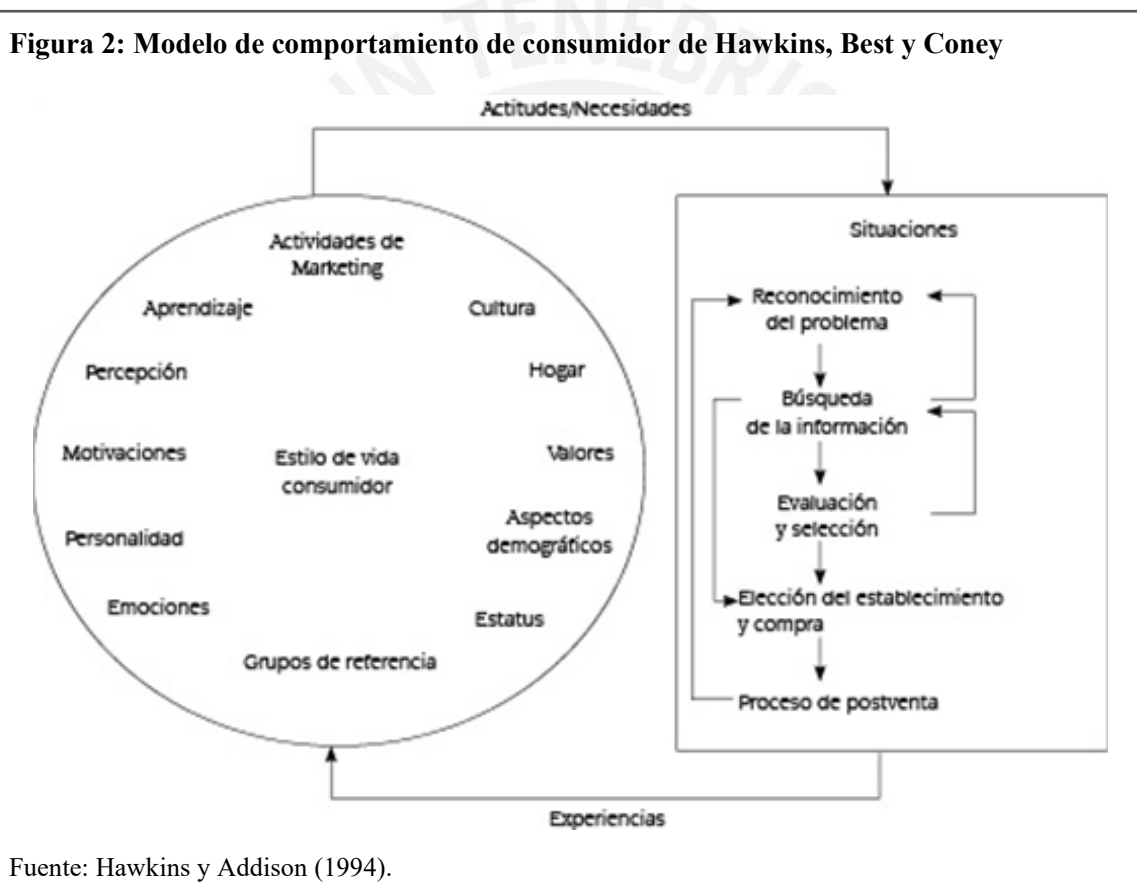 Figura 2: Modelo de comportamiento de consumidor de Hawkins, Best y Coney
IN TENEBRIS
Actitudes/Necesidades
Actividades de
Marketing
Aprendizaje
Cultura
Percepción
Hogar
Motivaciones
Estilo de vida
consumidor
Valores
Personalidad
Aspectos
demográficos
Emociones
Estatus
Grupos de referencia
Situaciones
Reconocimiento
del problema
Búsqueda
de la información
Evaluación
y selección
Elección del establecimiento
y compra
Proceso de postventa
Experiencias
Fuente: Hawkins y Addison (1994).